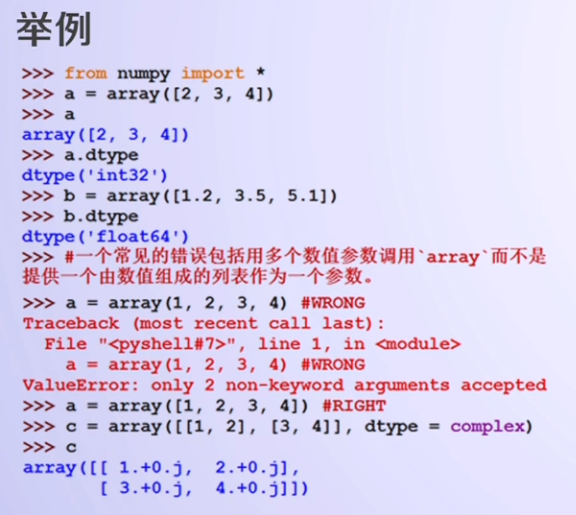 举例
>>> from numpy import *
>>> a = array([2, 3, 4])
>>> a
array([2, 3, 4])
>>> a.dtype
dtype('int32')
>>> b = array([1.2, 3.5, 5.1])
>>> b.dtype
dtype('float64')
>>> #一个常见的错误包括用多个数值参数调用`array`而不是
提供一个由数值组成的列表作为一个参数。
>>> a = array(1, 2, 3, 4) #WRONG
Traceback (most recent call last):
  File "<pyshell#7>", line 1, in <module>
    a = array(1, 2, 3, 4) #WRONG
ValueError: only 2 non-keyword arguments accepted
>>> a = array([1, 2, 3, 4]) #RIGHT
>>> c = array([[1, 2], [3, 4]], dtype = complex)
>>> c
array([[ 1.+0.j,  2.+0.j],
       [ 3.+0.j,  4.+0.j]])